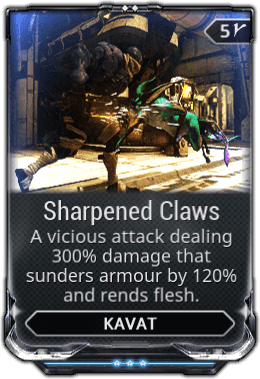 5
Sharpened Claws
A vicious attack dealing
300% damage that
sunders armour by 120%
and rends flesh.
KAVAT